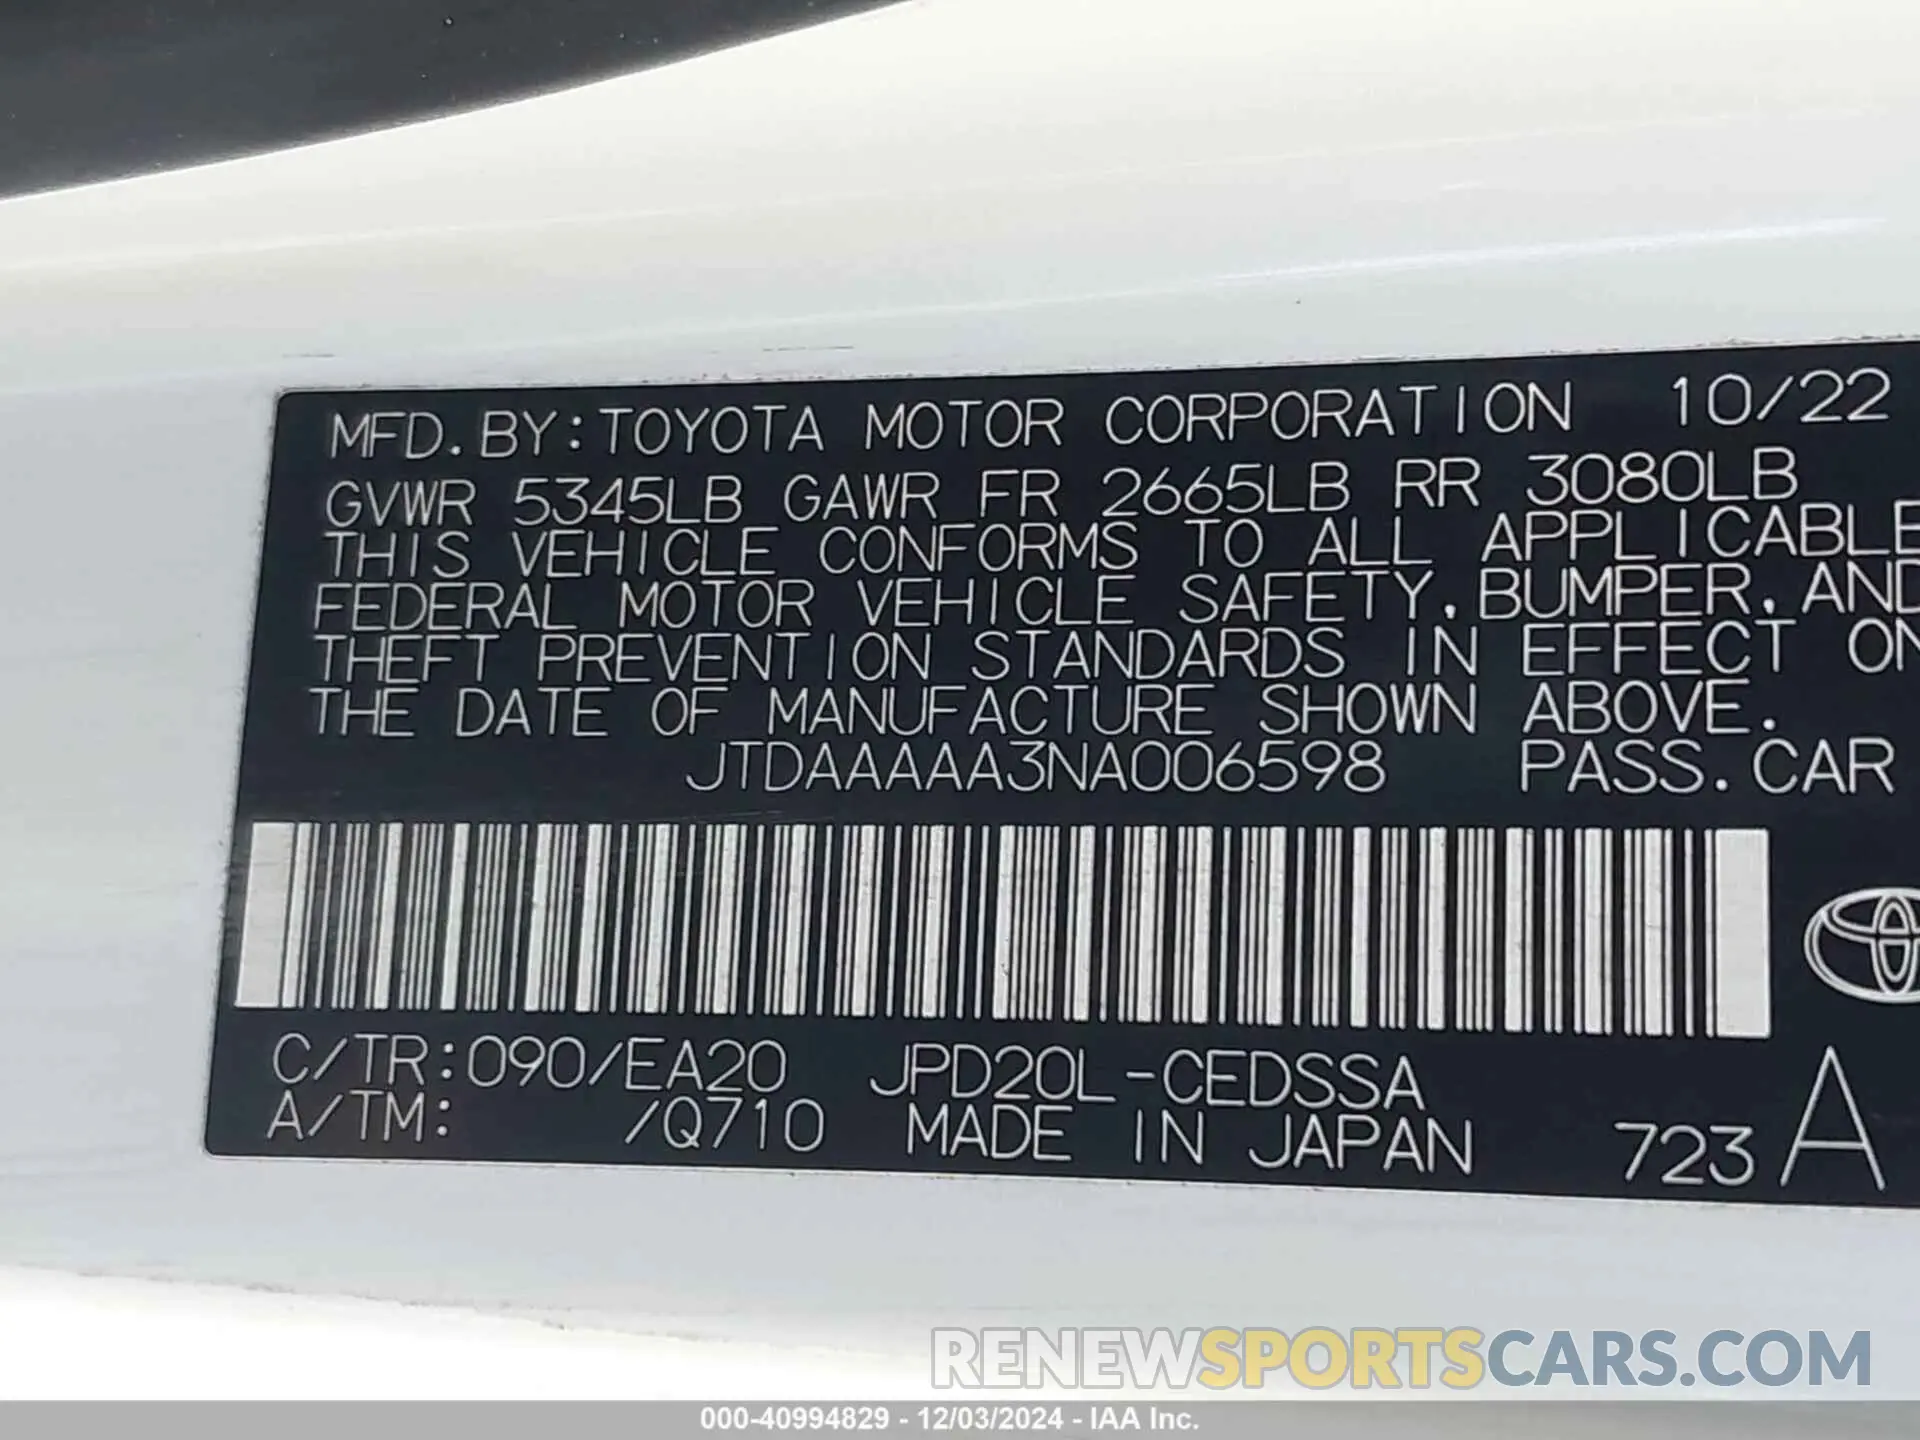 MFD. BY: TOYOTA MOTOR CORPORATION 10/22
GVWR 5345LB GAWR FR 2665LB RR 3080LB
THIS VEHICLE CONFORMS TO ALL APPLICABLE
FEDERAL MOTOR VEHICLE SAFETY, BUMPER, AND
THEFT PREVENTION STANDARDS IN EFFECT ON
THE DATE OF MANUFACTURE SHOWN ABOVE.
JTDAAAAA3NA006598 PASS. CAR
C/TR: 090/EA20 JPD20L-CEDSSA
A/TM: /Q710 MADE IN JAPAN 723 A
RENEWSPORTSCARS.COM
000-40994829 - 12/03/2024 - IAA Inc.